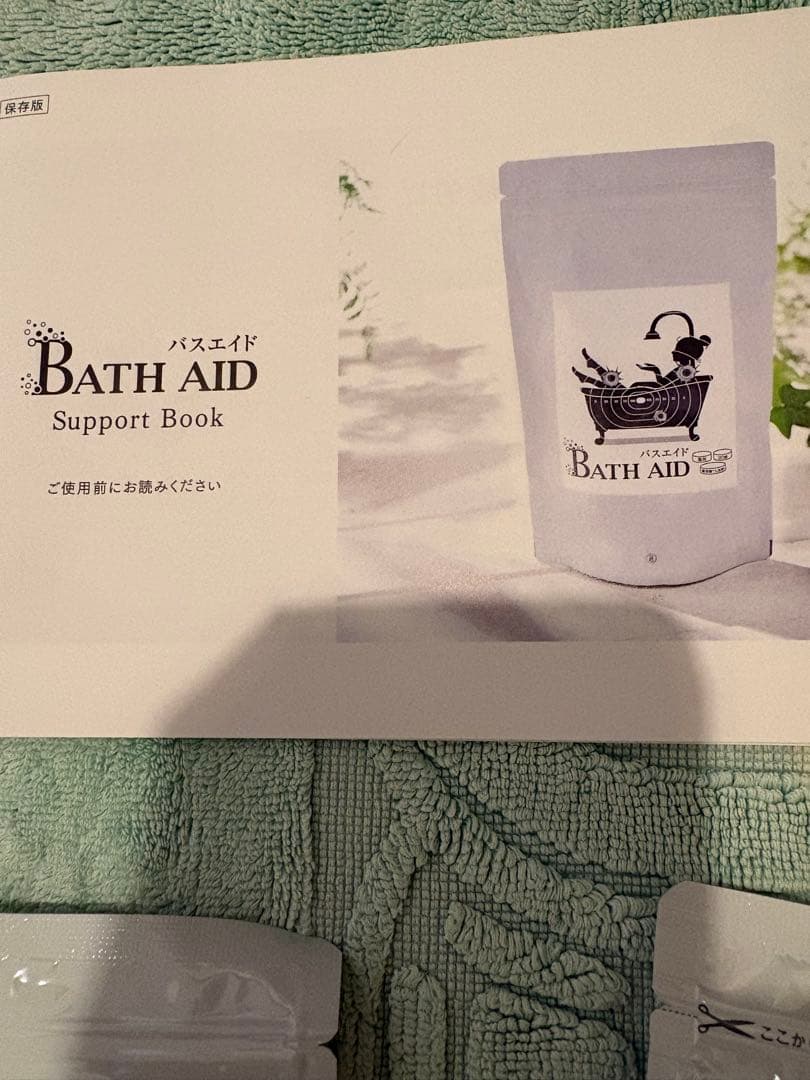 保存版
バスエイド
BATH AID
Support Book
ご使用前にお読みください
バスエイド
BATH AID
ここか